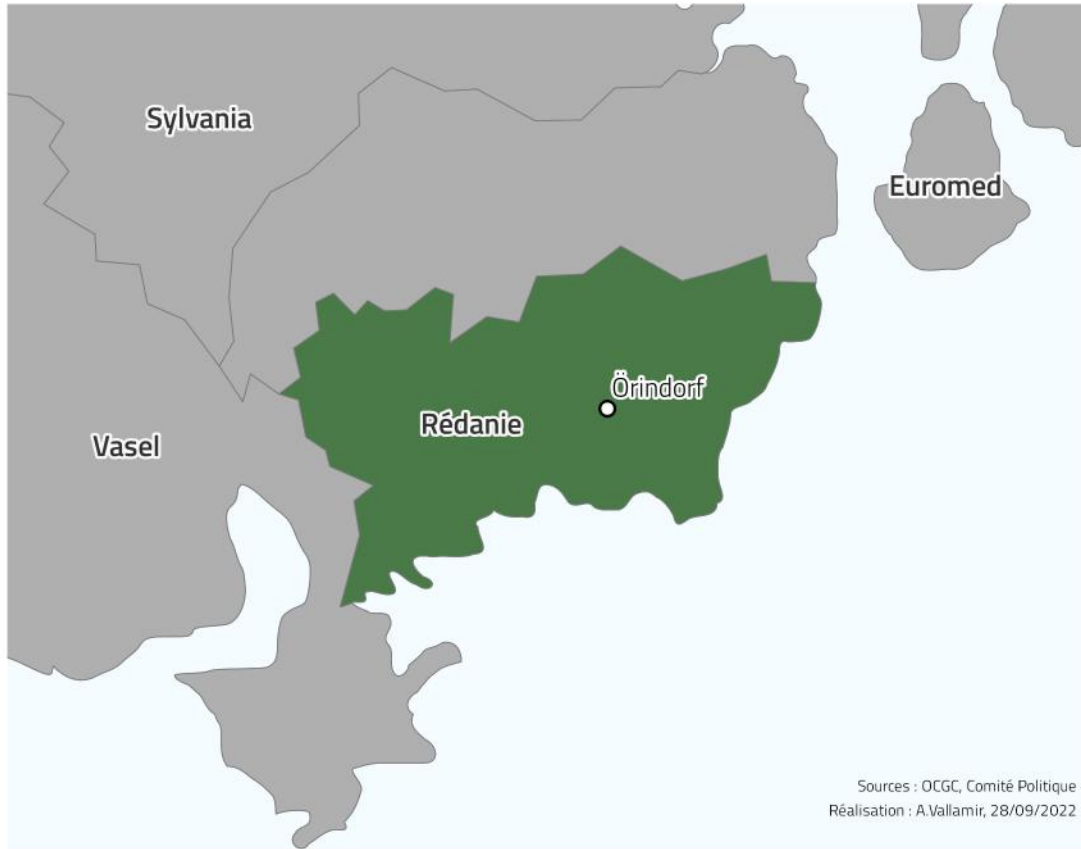 Sylvania
Euromed
Örindorf
Rédanie
Vasel
Sources : OCGC, Comité Politique
Réalisation : A.Vallamir, 28/09/2022